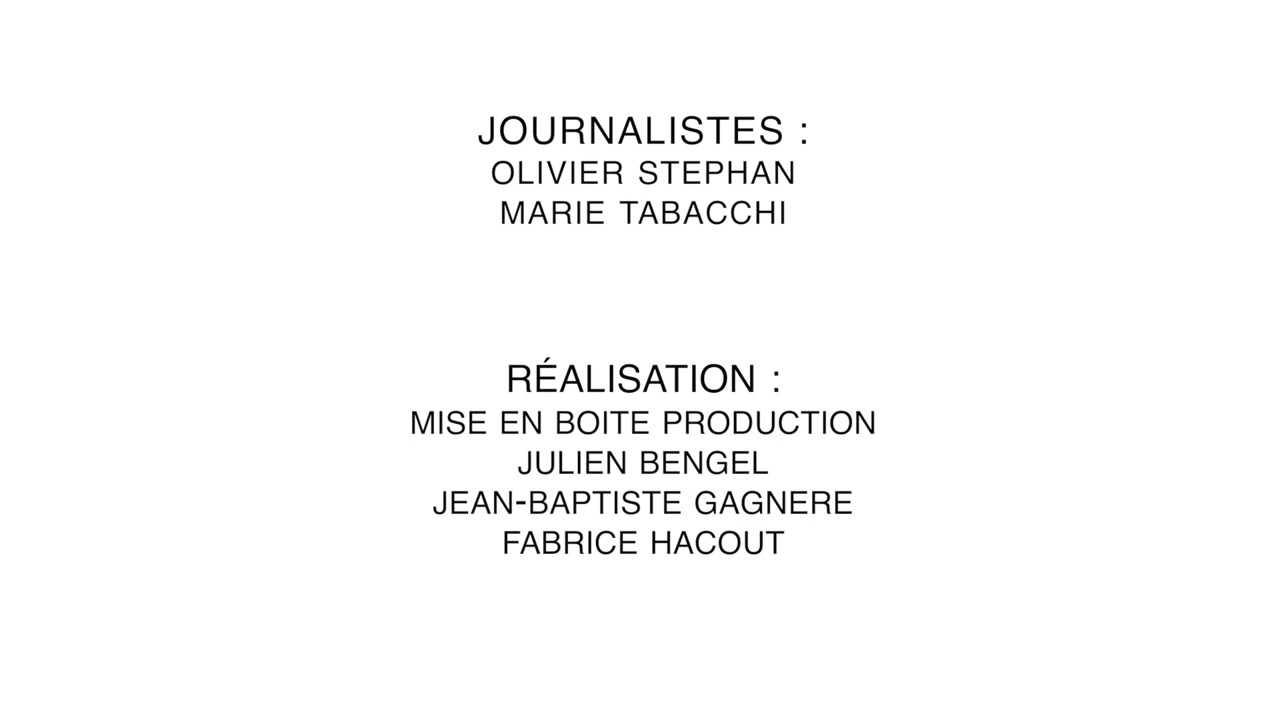 JOURNALISTES :
OLIVIER STEPHAN
MARIE TABACCHI
RÉALISATION :
MISE EN BOITE PRODUCTION
JULIEN BENGEL
JEAN-BAPTISTE GAGNERE
FABRICE HACOUT